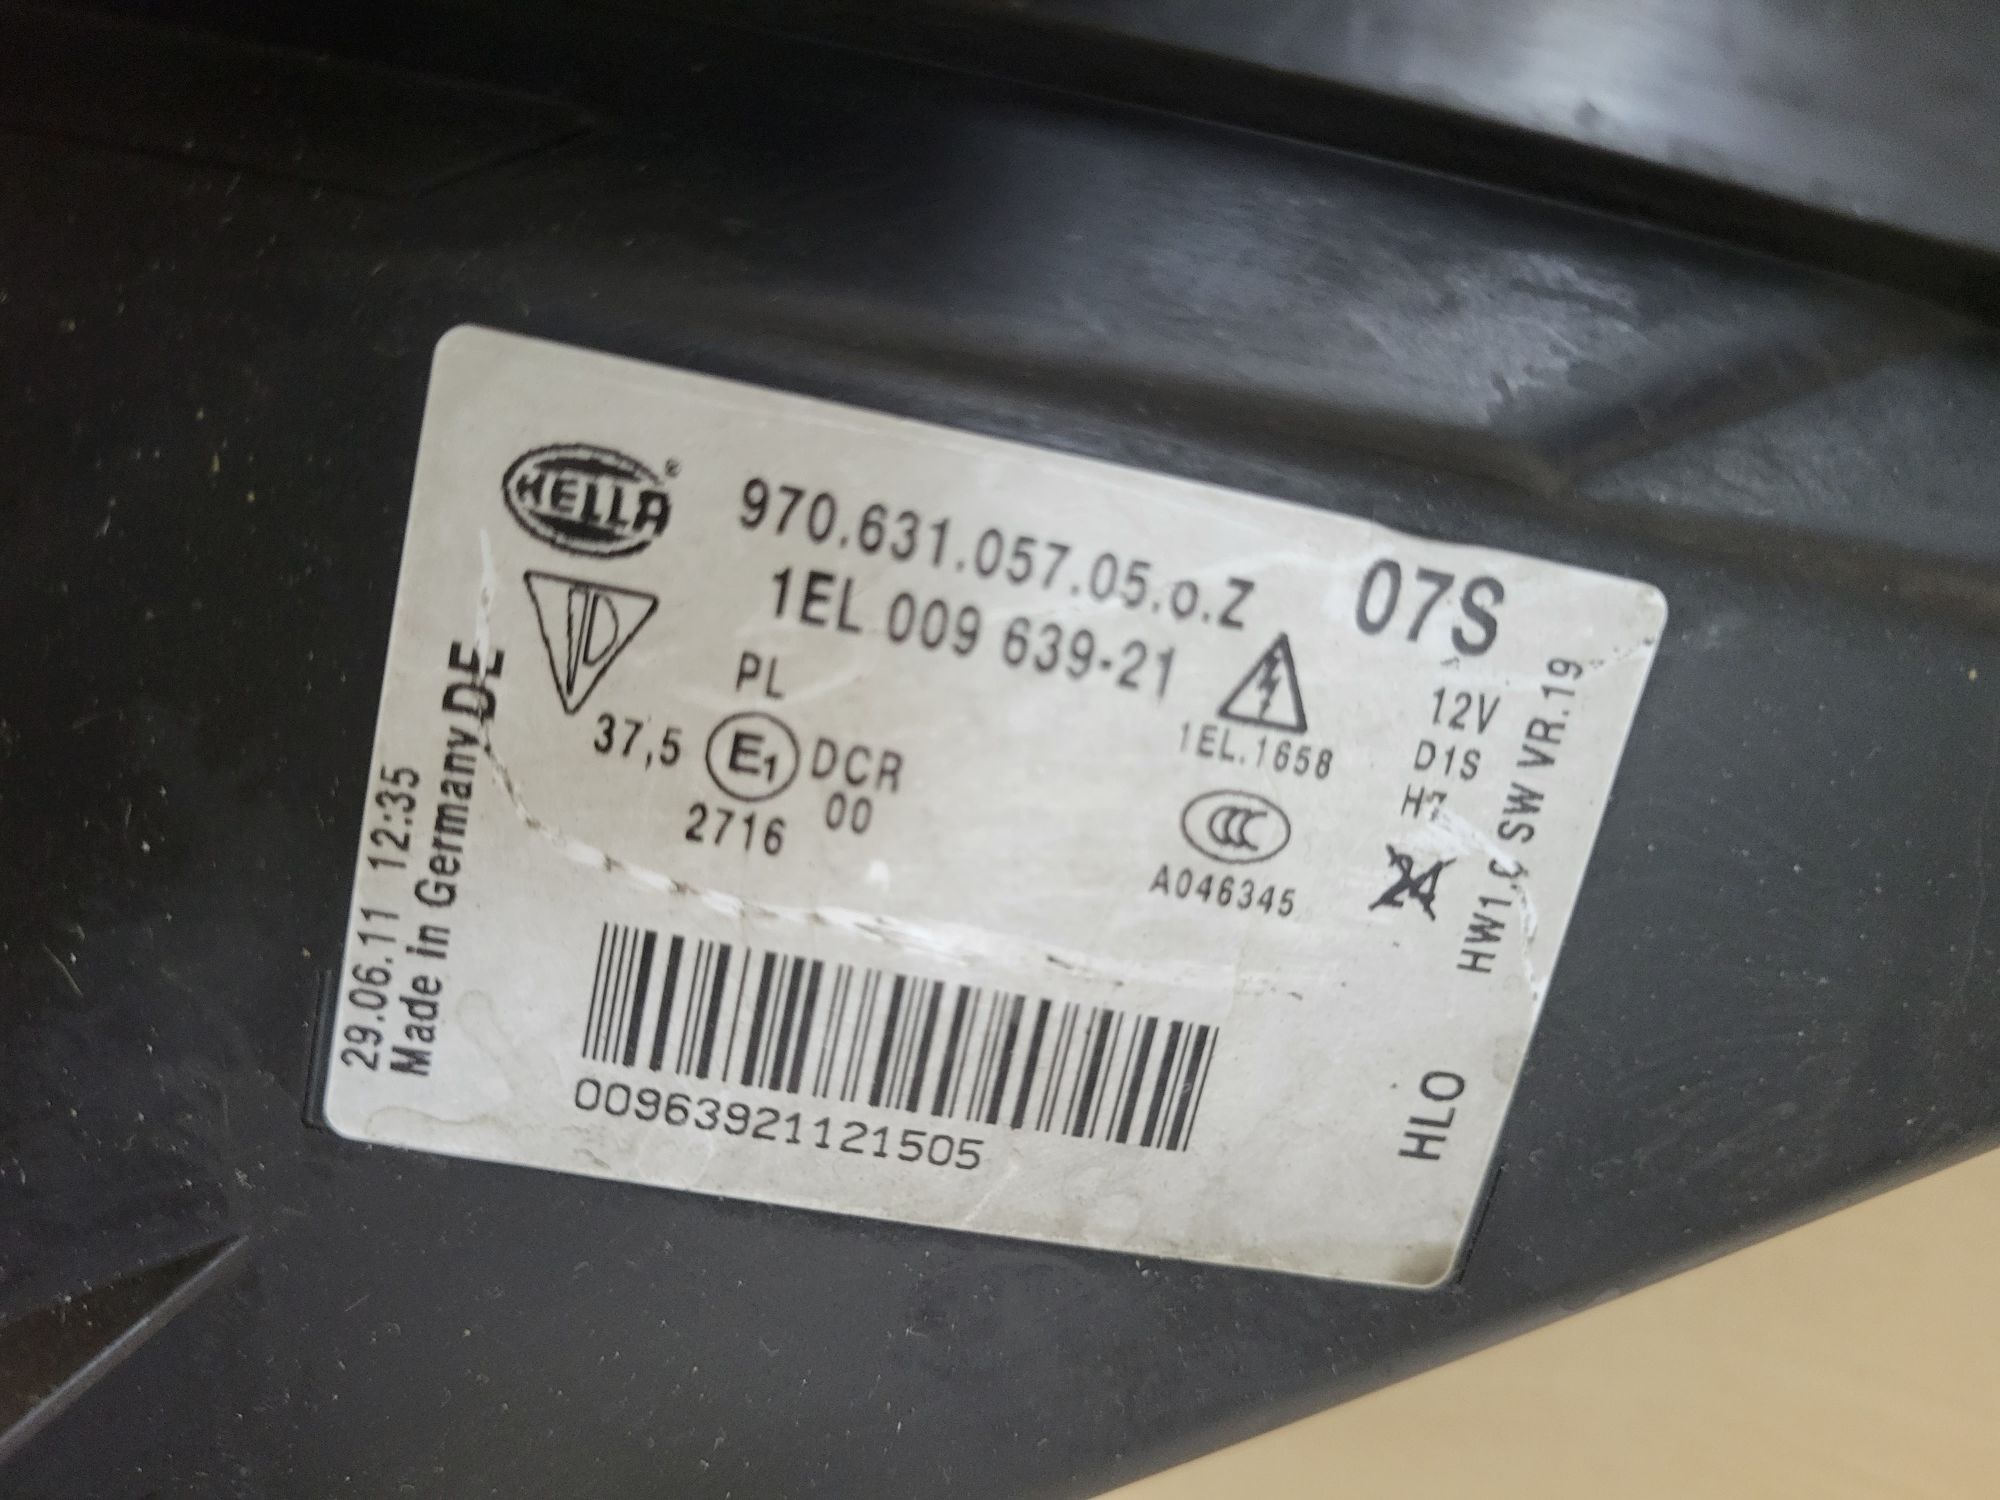 HELLA®
970.631.057.05.o.Z
07S
1EL 009 639-21
PL
37,5 E1 DCR
00
2716
1EL.1658
CCC
A046345
12V
D1S
H7
24
HW1. SW VR.19
HLO
DE
Made in Germany
29.06.11 12:35
00963921121505